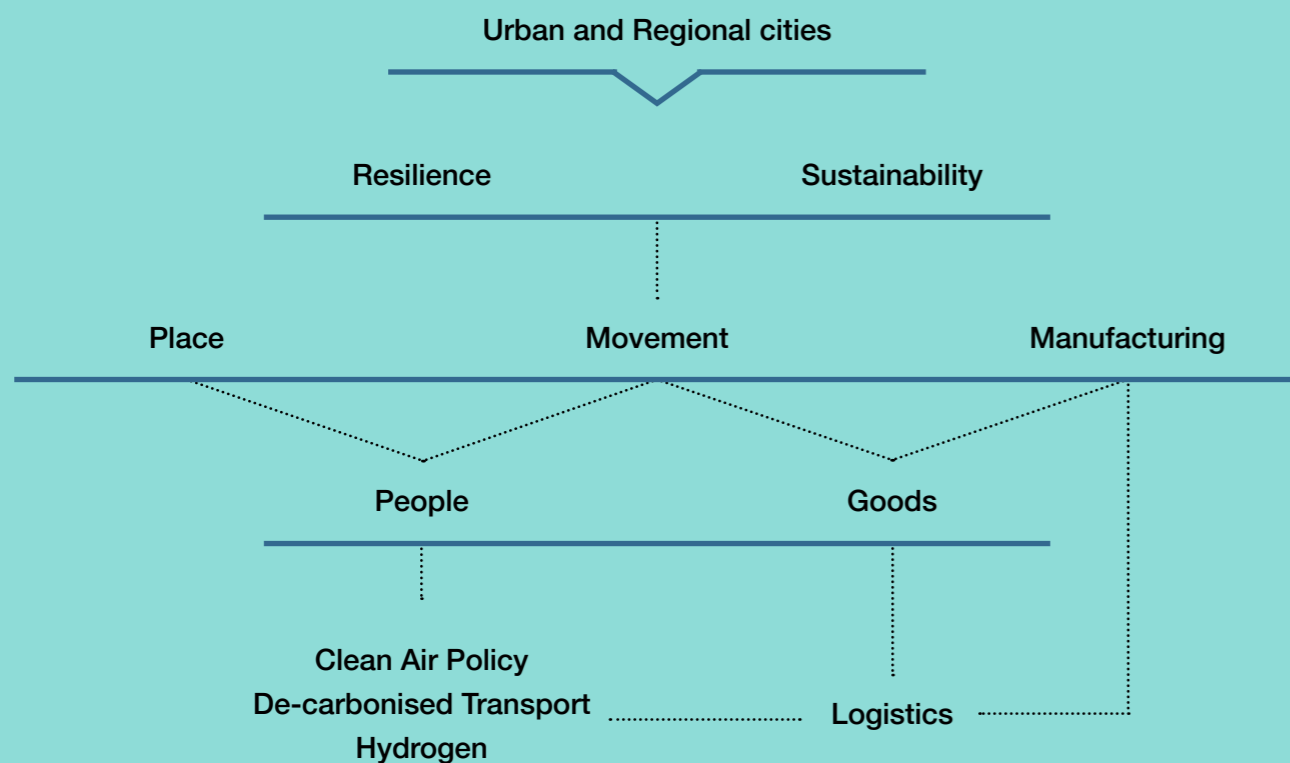 Urban and Regional cities
Resilience Sustainability
Place Movement Manufacturing
People Goods
Clean Air Policy
De-carbonised Transport
Hydrogen
Logistics